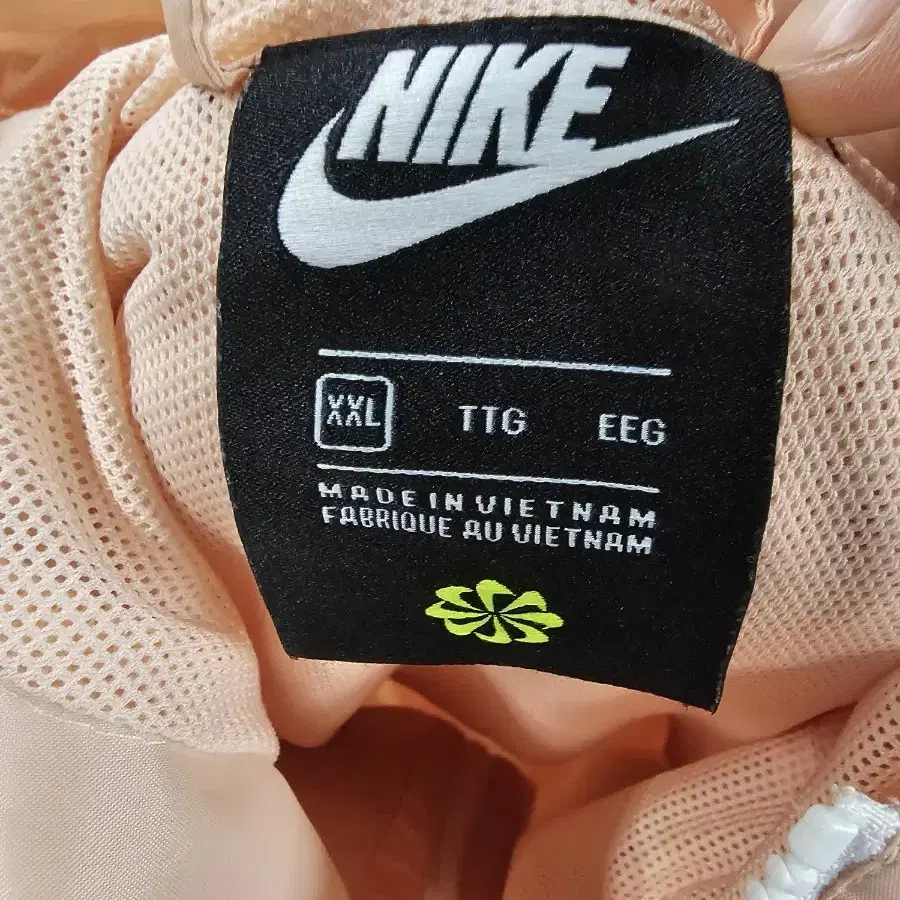 NIKE
XXL TTG EEG
MADE IN VIETNAM
FABRIQUE AU VIETNAM